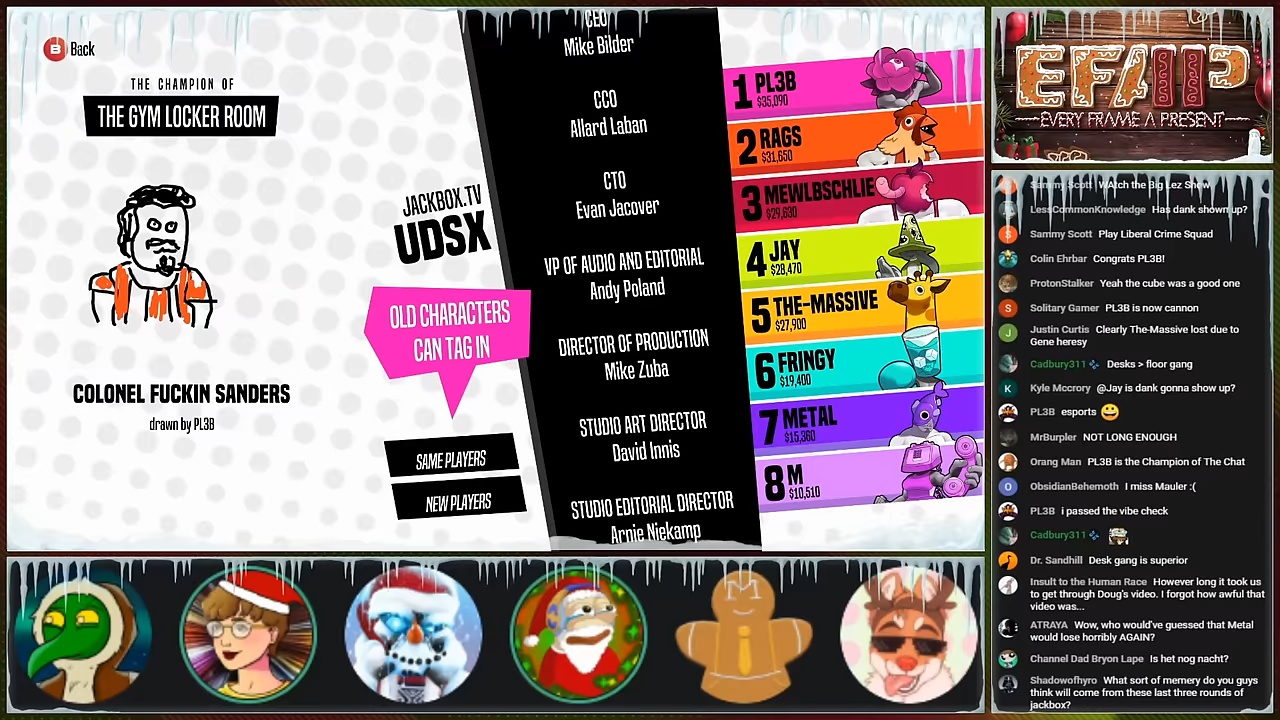 B Back
THE CHAMPION OF
THE GYM LOCKER ROOM
COLONEL FUCKIN SANDERS
drawn by PL3B
JACKBOX.TV
UDSX
OLD CHARACTERS
CAN TAG IN
SAME PLAYERS
NEW PLAYERS
CEO
Mike Bilder
CCO
Allard Laban
CTO
Evan Jacover
VP OF AUDIO AND EDITORIAL
Andy Poland
DIRECTOR OF PRODUCTION
Mike Zuba
STUDIO ART DIRECTOR
David Innis
STUDIO EDITORIAL DIRECTOR
Arnie Niekamp
1 PL3B
$35,090
2 RAGS
$31,650
3 MEWLBSCHLIE
$29,630
4 JAY
$28,470
5 THE-MASSIVE
$27,900
6 FRINGY
$19,400
7 METAL
$15,360
8 M
$10,510
EFAP
EVERY FRAME A PRESENT
Sammy Scott WAtch the Big Lez Show
LessCommonKnowledge Has dank shown up?
S Sammy Scott Play Liberal Crime Squad
Colin Ehrbar Congrats PL3B!
ProtonStalker Yeah the cube was a good one
S Solitary Gamer PL3B is now cannon
J Justin Curtis Clearly The-Massive lost due to
Gene heresy
Cadbury311 Desks > floor gang
K Kyle Mccrory @Jay is dank gonna show up?
PL3B esports
MrBurpler NOT LONG ENOUGH
Orang Man PL3B is the Champion of The Chat
O ObsidianBehemoth I miss Mauler :(
PL3B i passed the vibe check
Cadbury311
Dr. Sandhill Desk gang is superior
Insult to the Human Race However long it took us
to get through Doug's video. I forgot how awful that
video was...
ATRAYA Wow, who would've guessed that Metal
would lose horribly AGAIN?
Channel Dad Bryon Lape Is het nog nacht?
Shadowofhyro What sort of memery do you guys
think will come from these last three rounds of
jackbox?
M